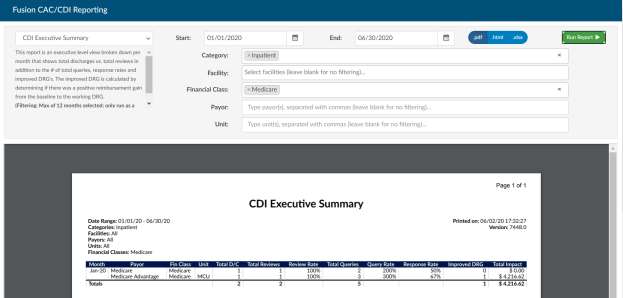 Fusion CAC/CDI Reporting
CDI Executive Summary
Start: 01/01/2020 End: 06/30/2020 pdf .html .xlsx Run Report
This report is an executive level view broken down per
month that shows total discharges vs. total reviews in
addition to the # of total queries, response rates and
improved DRG's. The improved DRG is calculated by
determining if there was a positive reimbursement gain
from the baseline to the working DRG.
(Filtering: Max of 12 months selected; only run as a
Category: × Inpatient
Facility: Select facilities (leave blank for no filtering)...
Financial Class: × Medicare
Payor: Type payor(s), separated with commas (leave blank for no filtering)...
Unit: Type unit(s), separated with commas (leave blank for no filtering)...
Page 1 of 1
CDI Executive Summary
Date Range: 01/01/20 - 06/30/20 Printed on: 06/02/20 17:32:27
Categories: Inpatient Version: 7448.0
Facilities: All
Payors: All
Units: All
Financial Classes: Medicare
Month Payor Fin Class Unit Total D/C Total Reviews Review Rate Total Queries Query Rate Response Rate Improved DRG Total Impact
Jan-20 Medicare Medicare 1 1 100% 2 200% 50% 0 $ 0.00
Medicare Advantage Medicare MCU 1 1 100% 3 300% 67% 1 $ 4,216.62
Totals 2 2 5 1 $ 4,216.62